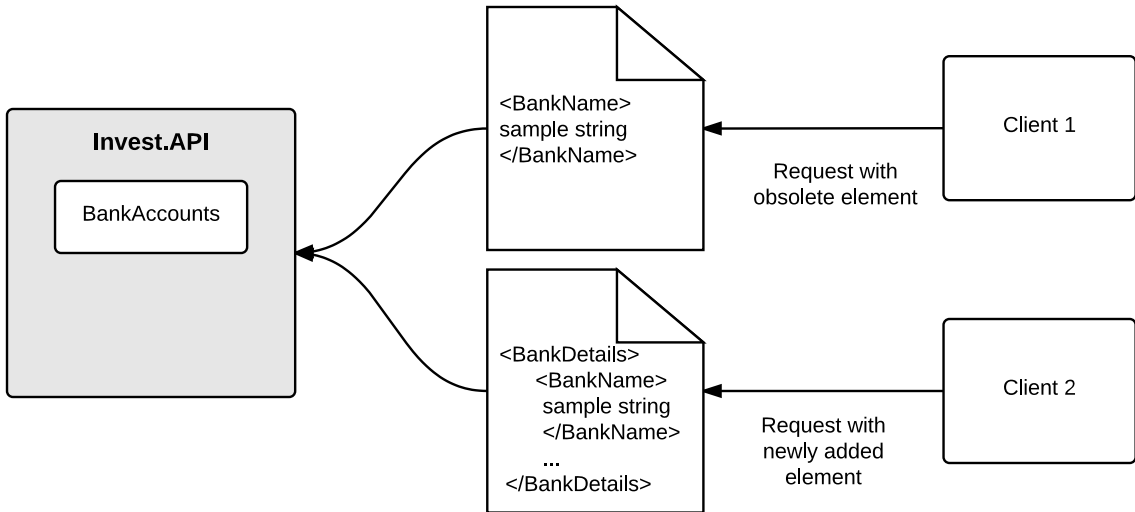 Invest.API
BankAccounts
<BankName>
sample string
</BankName>
Request with
obsolete element
Client 1
<BankDetails>
<BankName>
sample string
</BankName>
...
</BankDetails>
Request with
newly added
element
Client 2